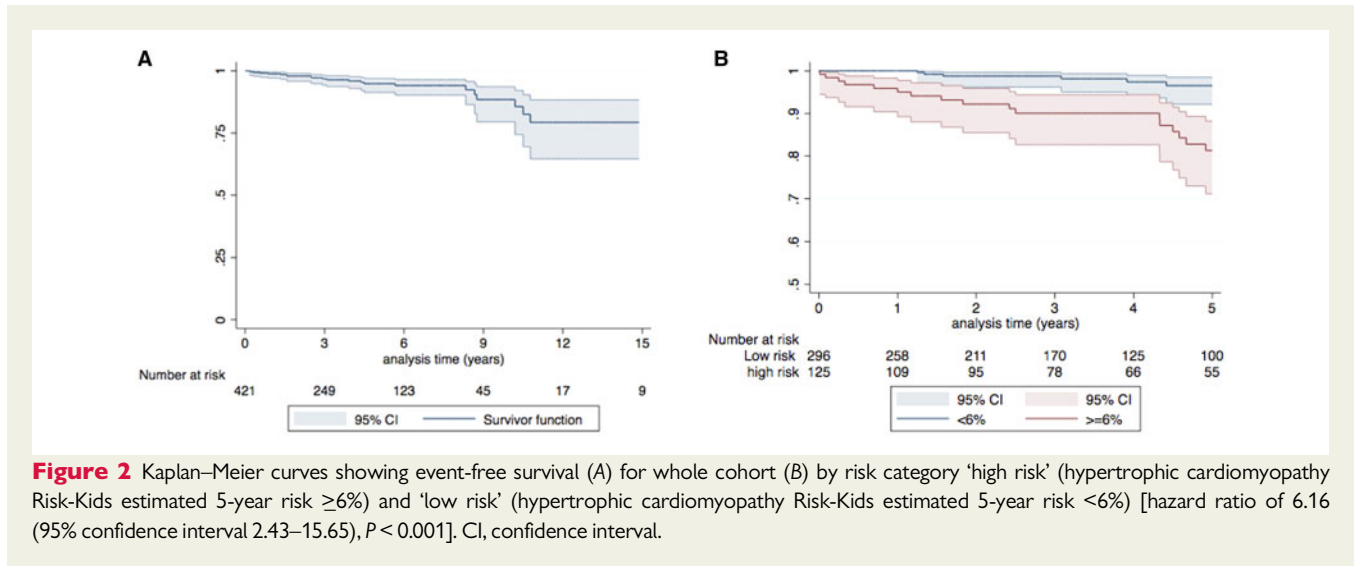 A
1
.75
.5
.25
0
0 3 6 9 12 15
analysis time (years)
Number at risk
421 249 123 45 17 9
95% CI Survivor function
B
1
.9
.8
.7
.6
.5
0 1 2 3 4 5
analysis time (years)
Number at risk
Low risk 296 258 211 170 125 100
high risk 125 109 95 78 66 55
95% CI 95% CI
<6% >=6%
Figure 2 Kaplan–Meier curves showing event-free survival (A) for whole cohort (B) by risk category ‘high risk’ (hypertrophic cardiomyopathy
Risk-Kids estimated 5-year risk ≥6%) and ‘low risk’ (hypertrophic cardiomyopathy Risk-Kids estimated 5-year risk <6%) [hazard ratio of 6.16
(95% confidence interval 2.43–15.65), P < 0.001]. CI, confidence interval.